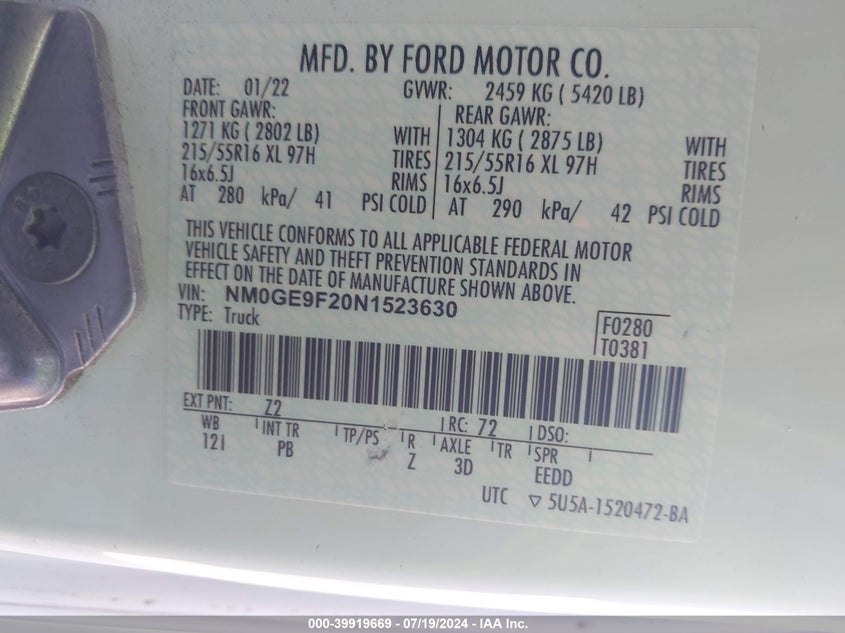 MFD. BY FORD MOTOR CO.
DATE: 01/22 GVWR: 2459 KG ( 5420 LB)
FRONT GAWR: REAR GAWR:
1271 KG ( 2802 LB) WITH 1304 KG ( 2875 LB) WITH
215/55R16 XL 97H TIRES 215/55R16 XL 97H TIRES
16x6.5J RIMS 16x6.5J RIMS
AT 280 kPa/ 41 PSI COLD AT 290 kPa/ 42 PSI COLD
THIS VEHICLE CONFORMS TO ALL APPLICABLE FEDERAL MOTOR
VEHICLE SAFETY AND THEFT PREVENTION STANDARDS IN
EFFECT ON THE DATE OF MANUFACTURE SHOWN ABOVE.
VIN: NM0GE9F20N1523630
TYPE: Truck
F0280
T0381
EXT PNT: Z2 RC: 72 DSO:
WB INT TR TP/PS R AXLE TR SPR
121 PB Z 3D EEDD
UTC ▽ 5U5A-1520472-BA
000-39919669 - 07/19/2024 - IAA Inc.